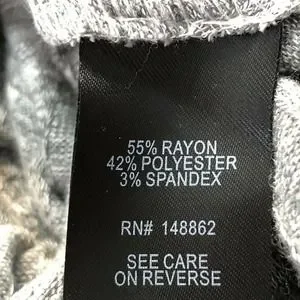 55% RAYON
42% POLYESTER
3% SPANDEX
RN# 148862
SEE CARE
ON REVERSE